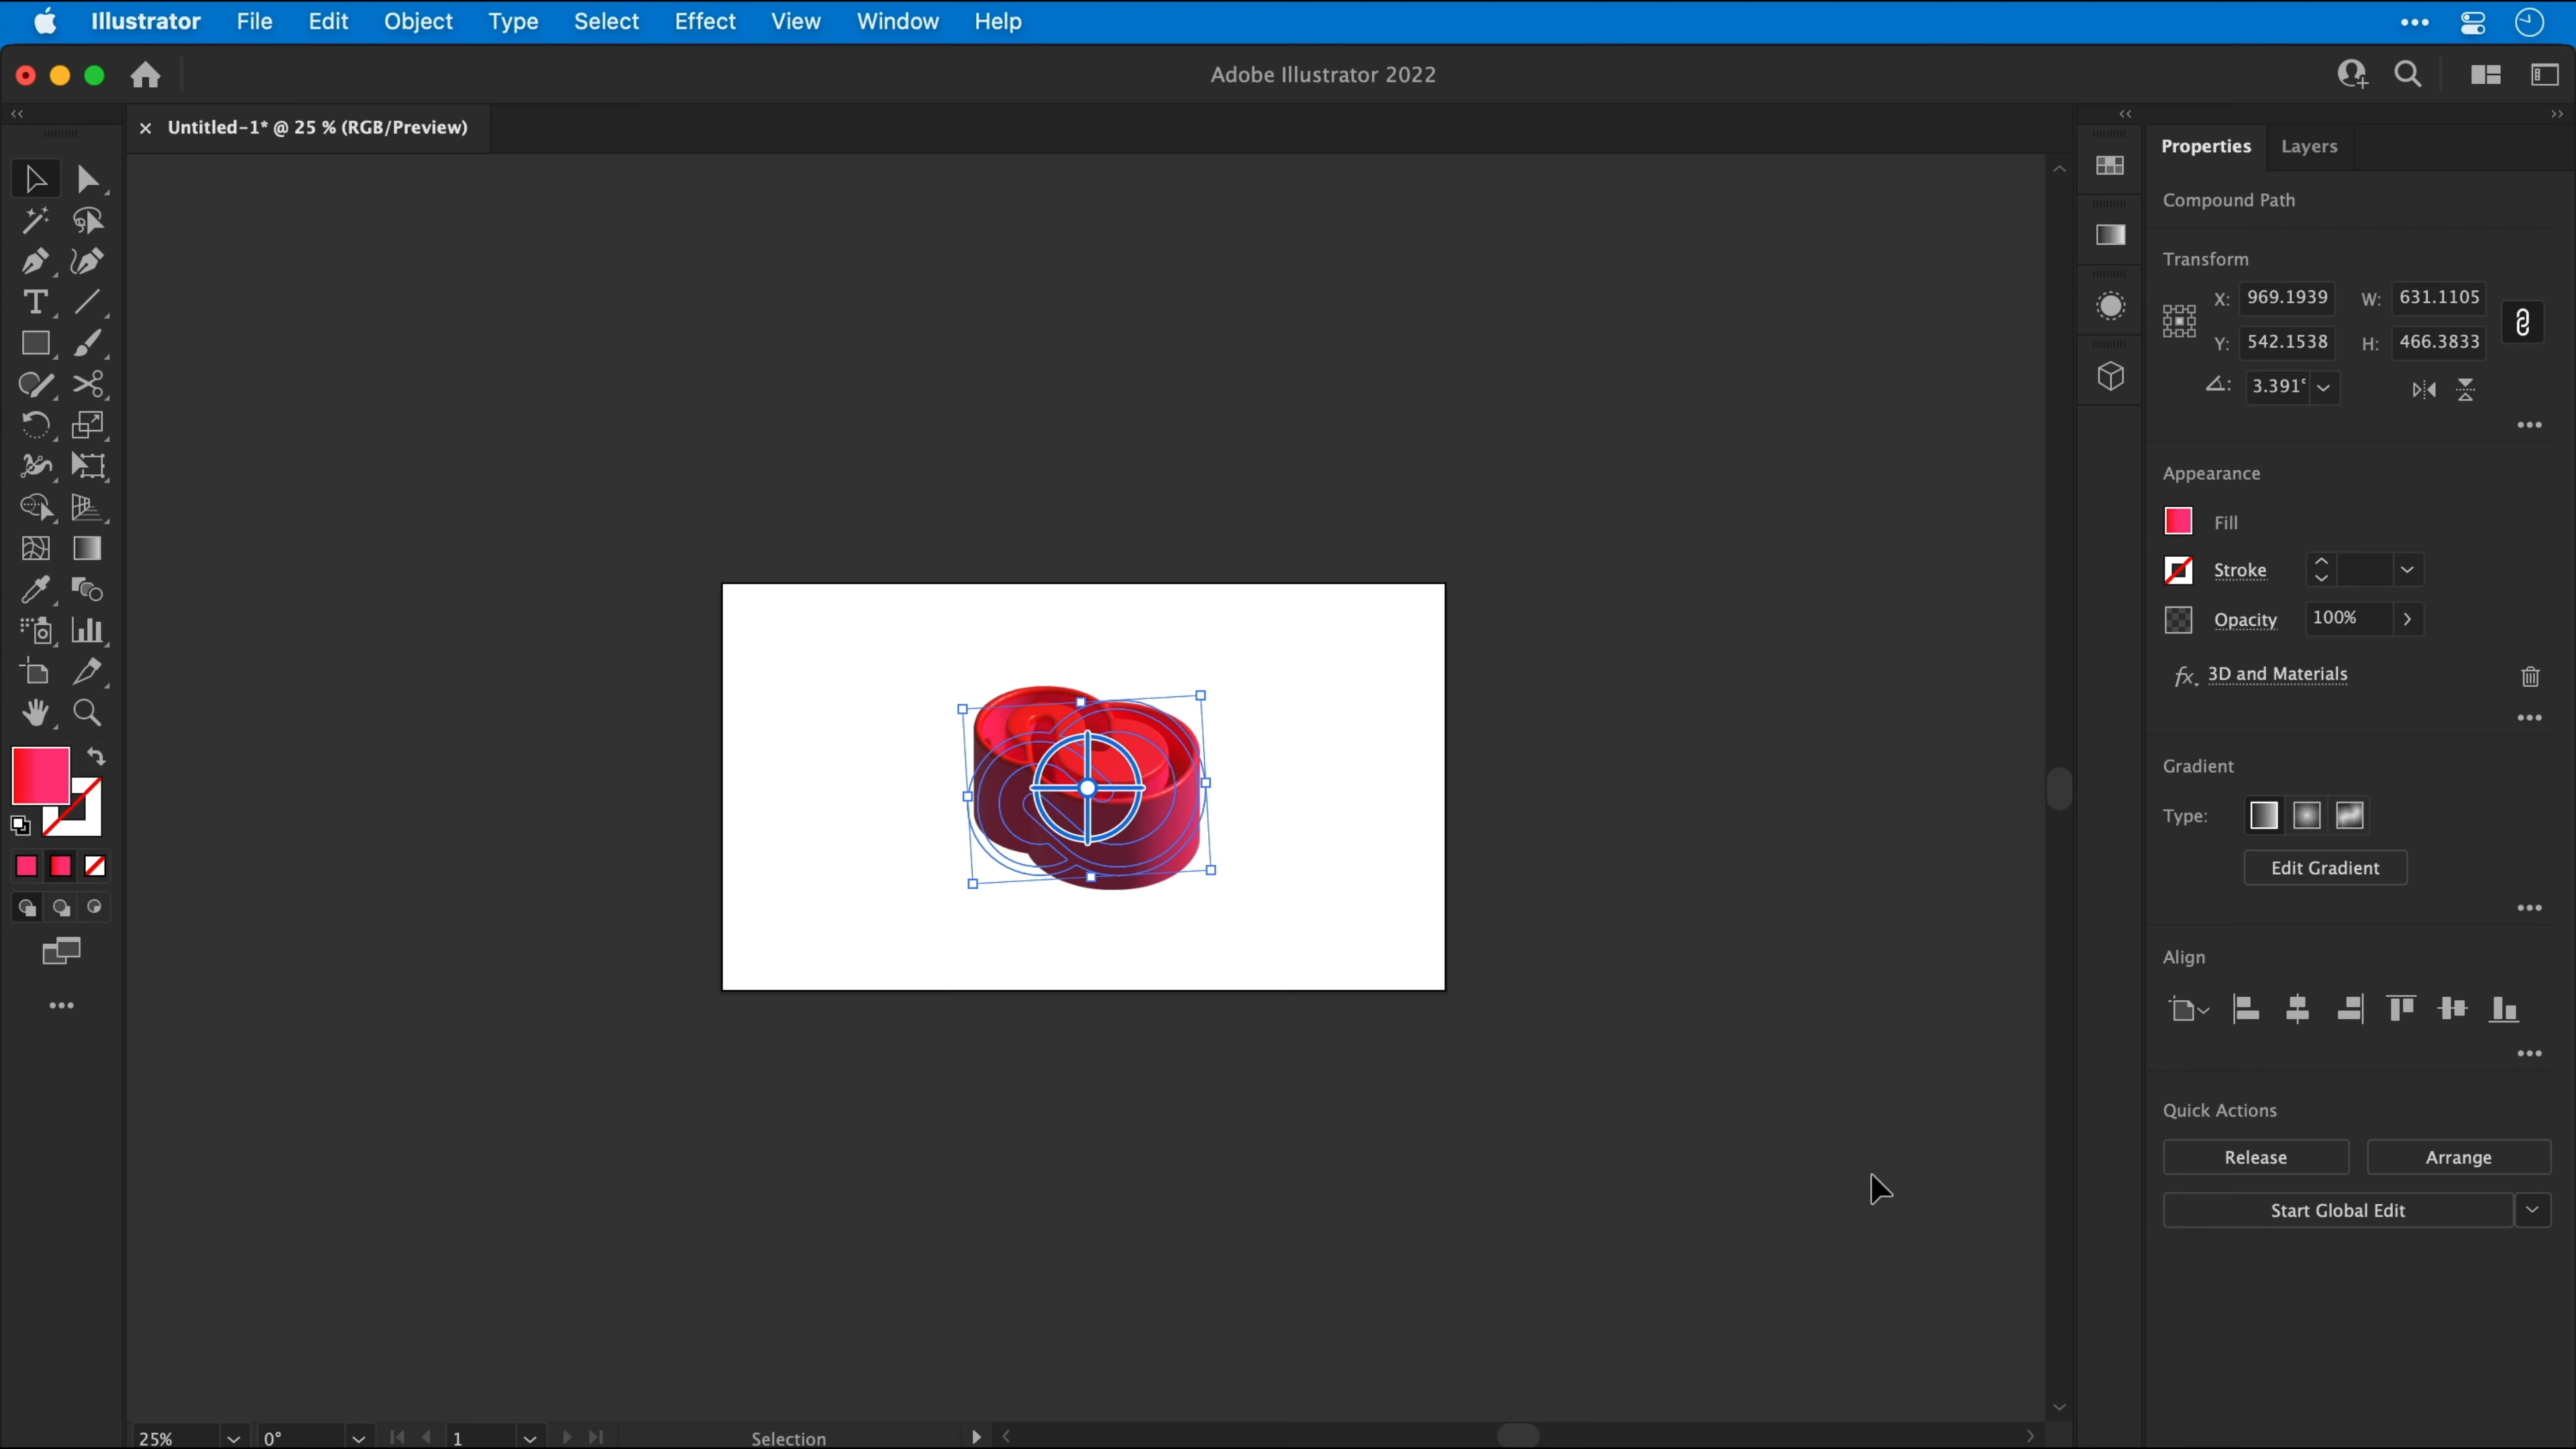 Illustrator File Edit Object Type Select Effect View Window Help
Adobe Illustrator 2022
Untitled-1* @ 25 % (RGB/Preview)
Properties Layers
Compound Path
Transform
X: 969.1939 W: 631.1105
Y: 542.1538 H: 466.3833
3.391°
Appearance
Fill
Stroke
Opacity 100%
fx 3D and Materials
Gradient
Type:
Edit Gradient
Align
Quick Actions
Release Arrange
Start Global Edit
25% 0° 1 Selection